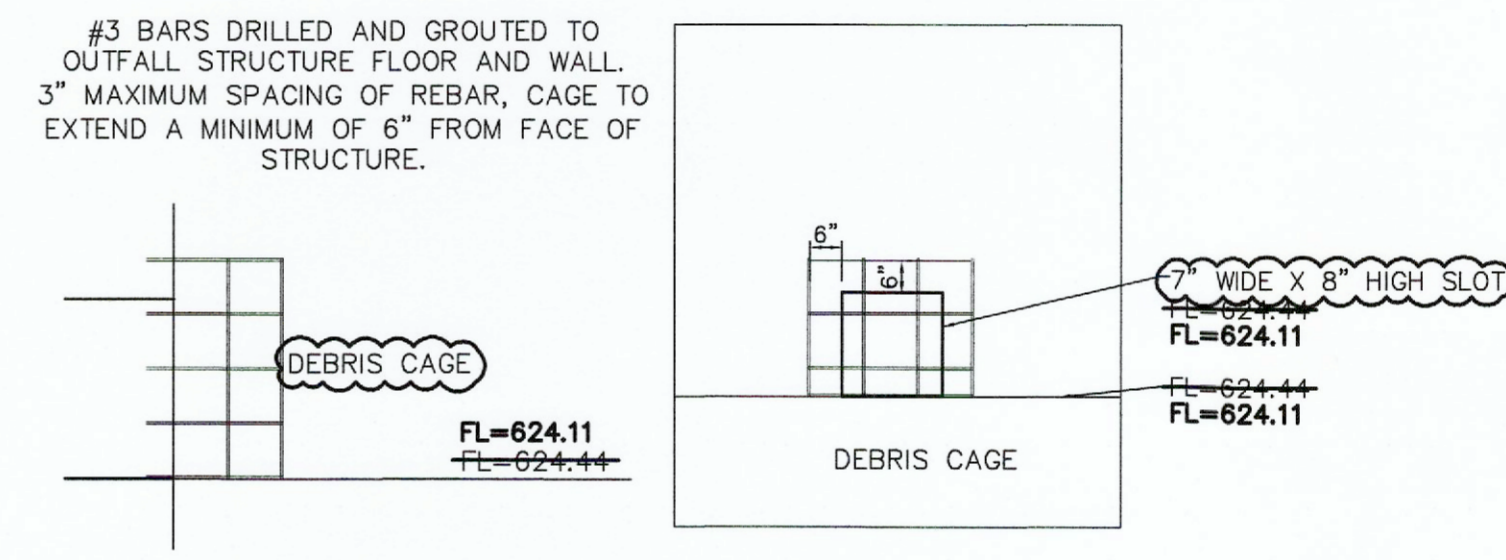 #3 BARS DRILLED AND GROUTED TO
OUTFALL STRUCTURE FLOOR AND WALL.
3" MAXIMUM SPACING OF REBAR, CAGE TO
EXTEND A MINIMUM OF 6" FROM FACE OF
STRUCTURE.
DEBRIS CAGE
FL=624.11
FL=624.44
6"
6"
7" WIDE X 8" HIGH SLOT
FL=624.44
FL=624.11
FL=624.44
FL=624.11
DEBRIS CAGE